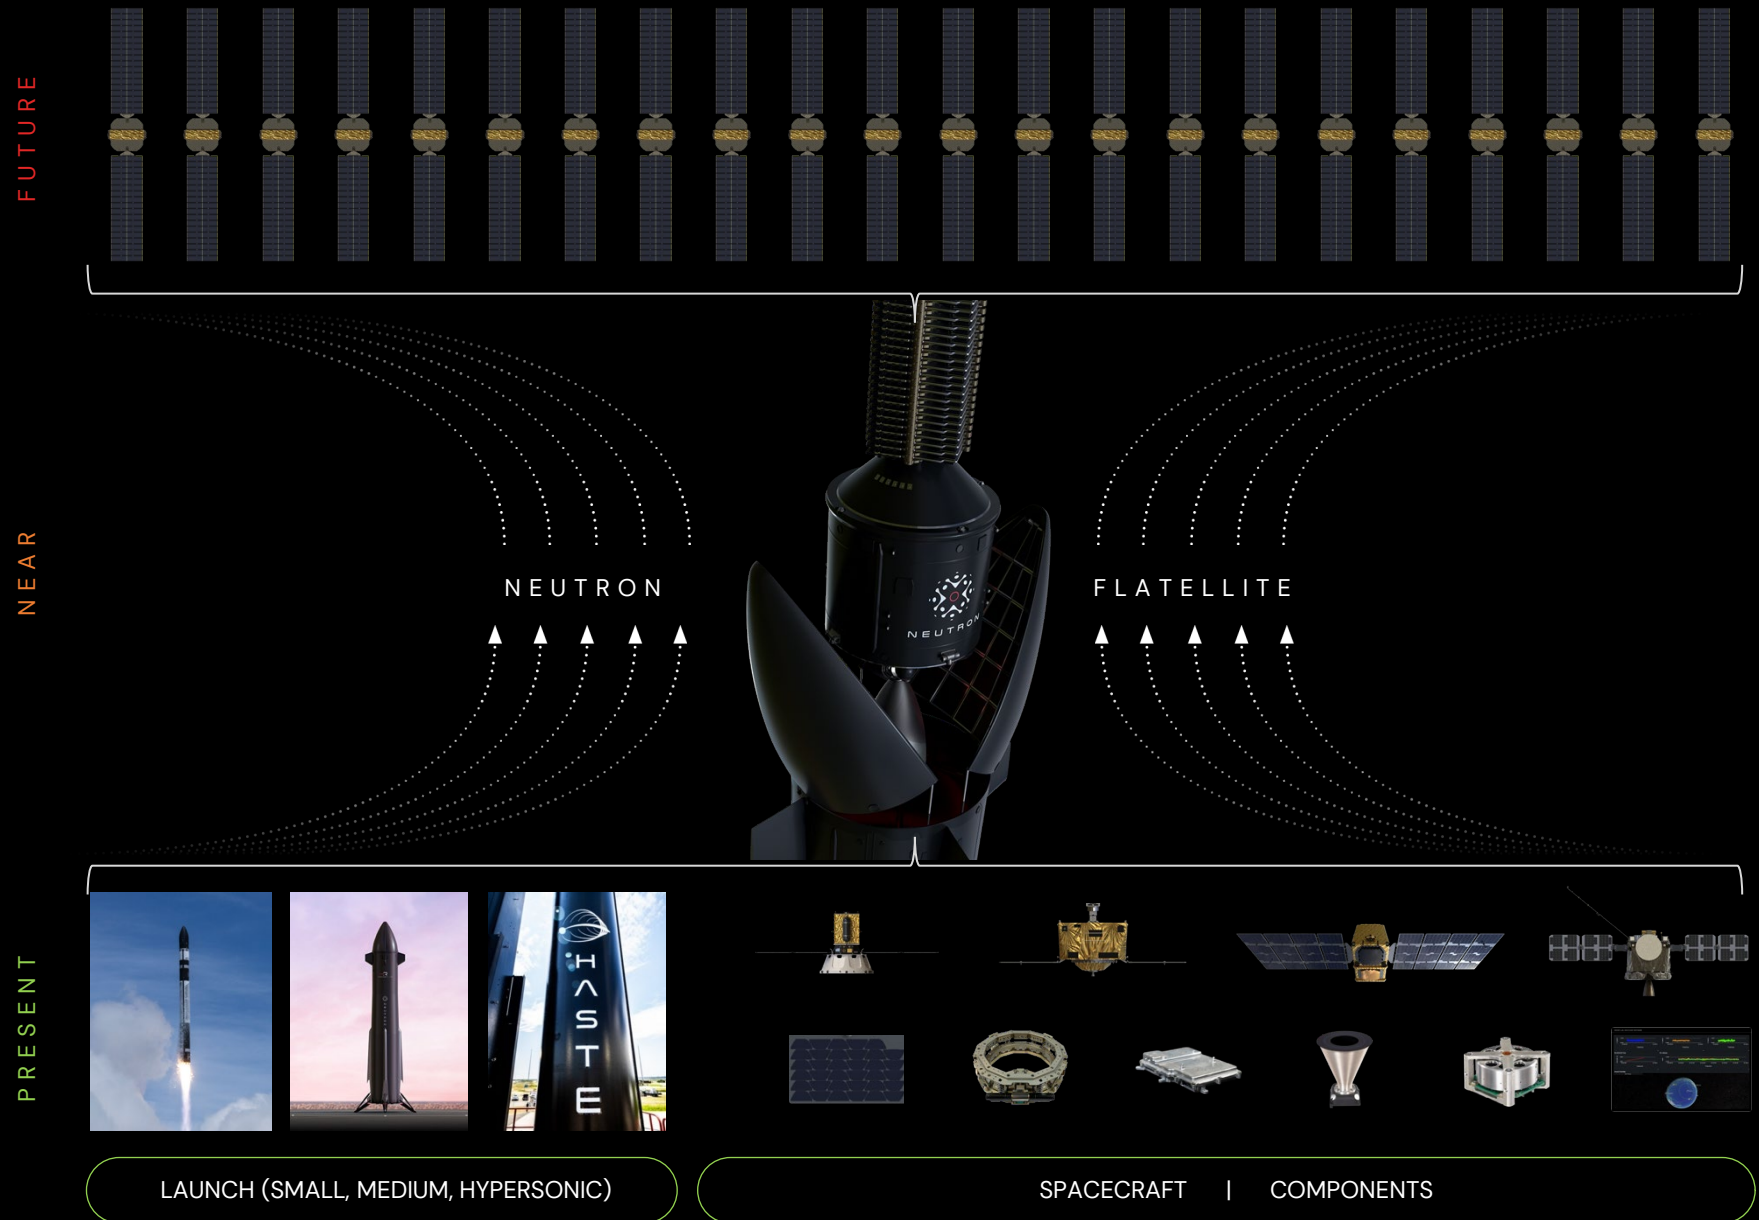 FUTURE
NEAR
NEUTRON
FLATELLITE
NEUTRON
PRESENT
HASTE
LAUNCH (SMALL, MEDIUM, HYPERSONIC)
SPACECRAFT | COMPONENTS